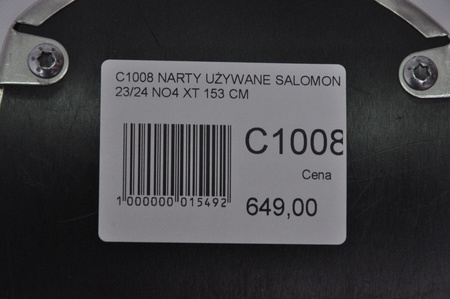 C1008 NARTY UŻYWANE SALOMON
23/24 NO4 XT 153 CM
C1008
Cena
649,00
1 000000 015492